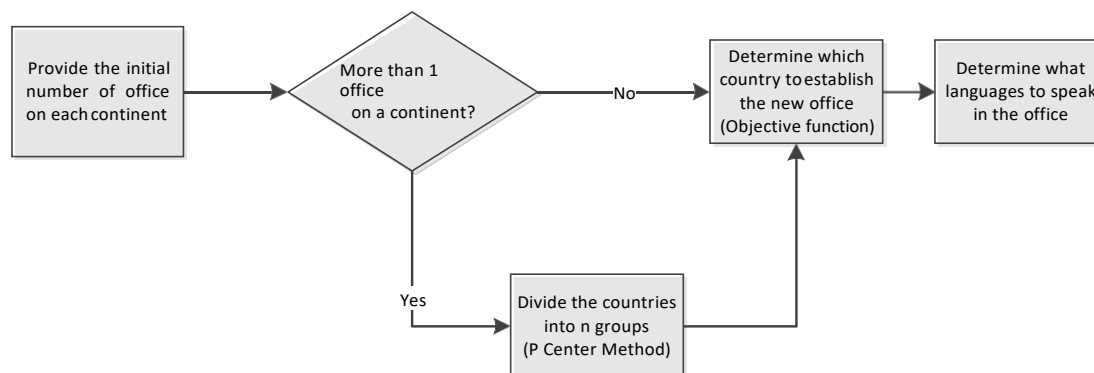 Provide the initial
number of office
on each continent
More than 1
office
on a continent?
No
Determine which
country to establish
the new office
(Objective function)
Determine what
languages to speak
in the office
Yes
Divide the countries
into n groups
(P Center Method)